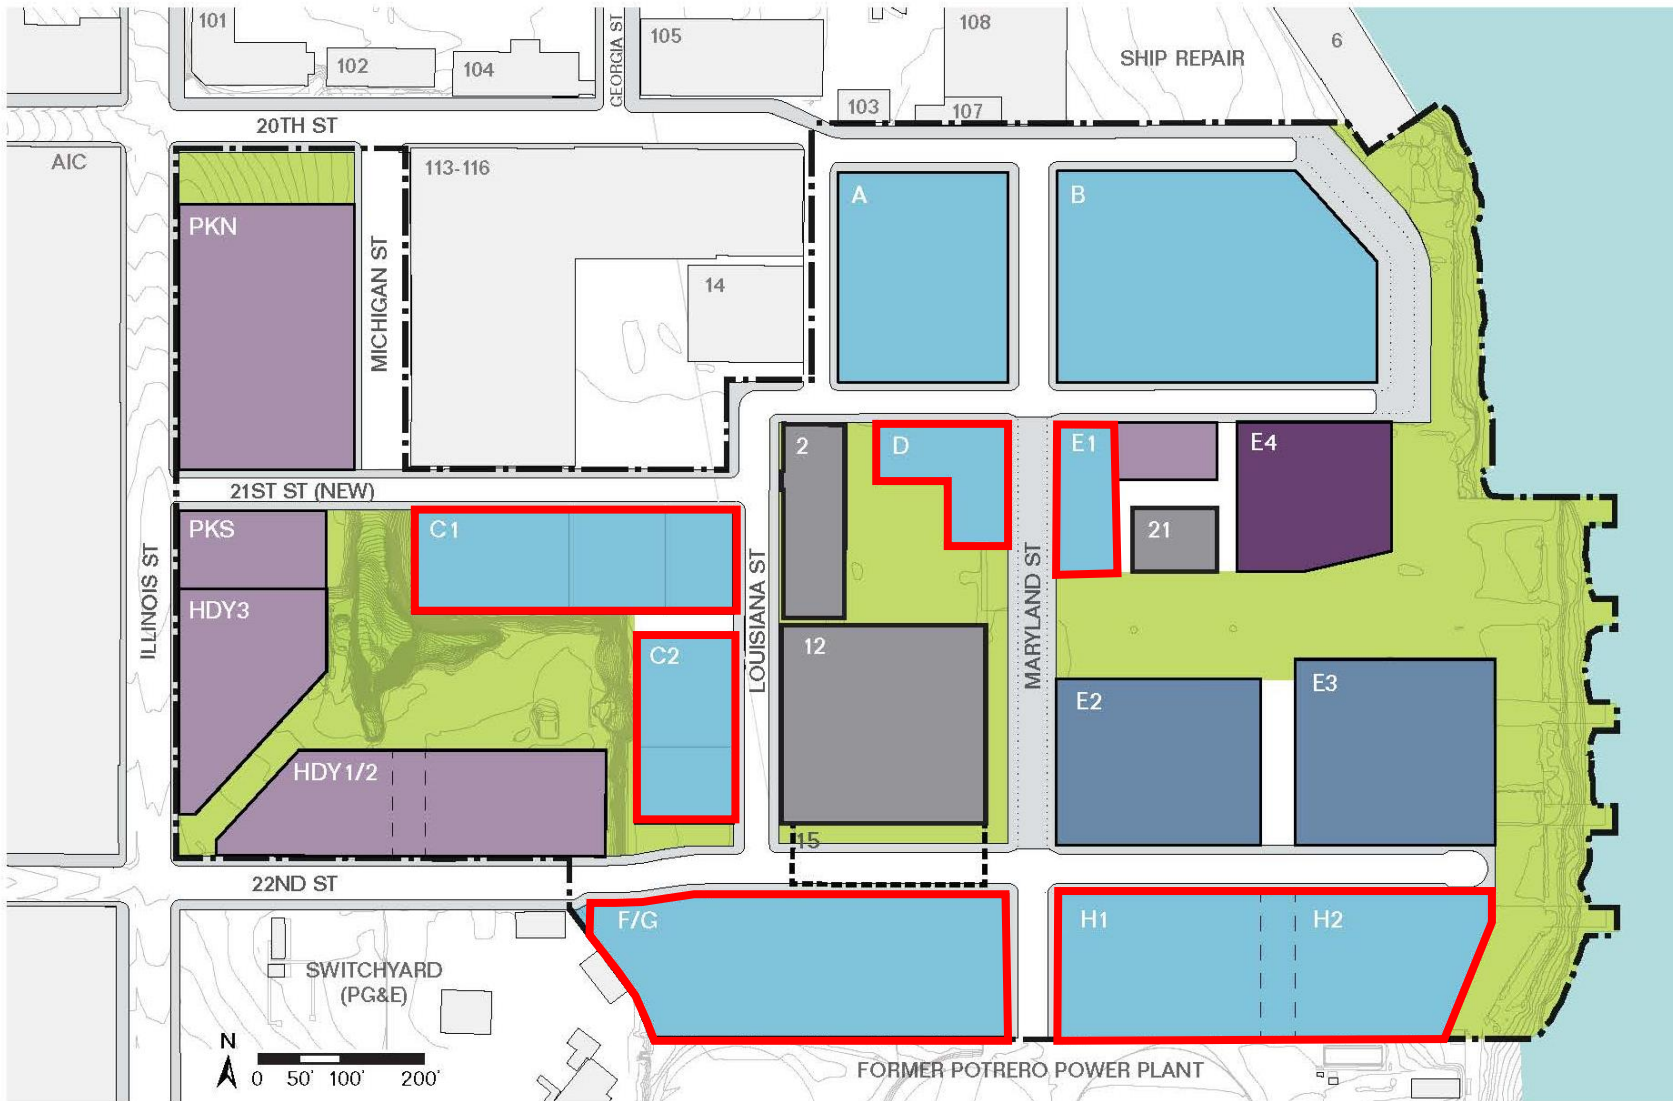 101
102
104
GEORGIA ST
105
108
SHIP REPAIR
6
103
107
20TH ST
AIC
113-116
A
B
PKN
MICHIGAN ST
14
2
D
E1
E4
21ST ST (NEW)
PKS
C1
21
ILLINOIS ST
LOUISIANA ST
MARYLAND ST
HDY3
12
C2
E3
E2
HDY1/2
15
22ND ST
F/G
H1
H2
SWITCHYARD
(PG&E)
N
0 50' 100' 200'
FORMER POTRERO POWER PLANT